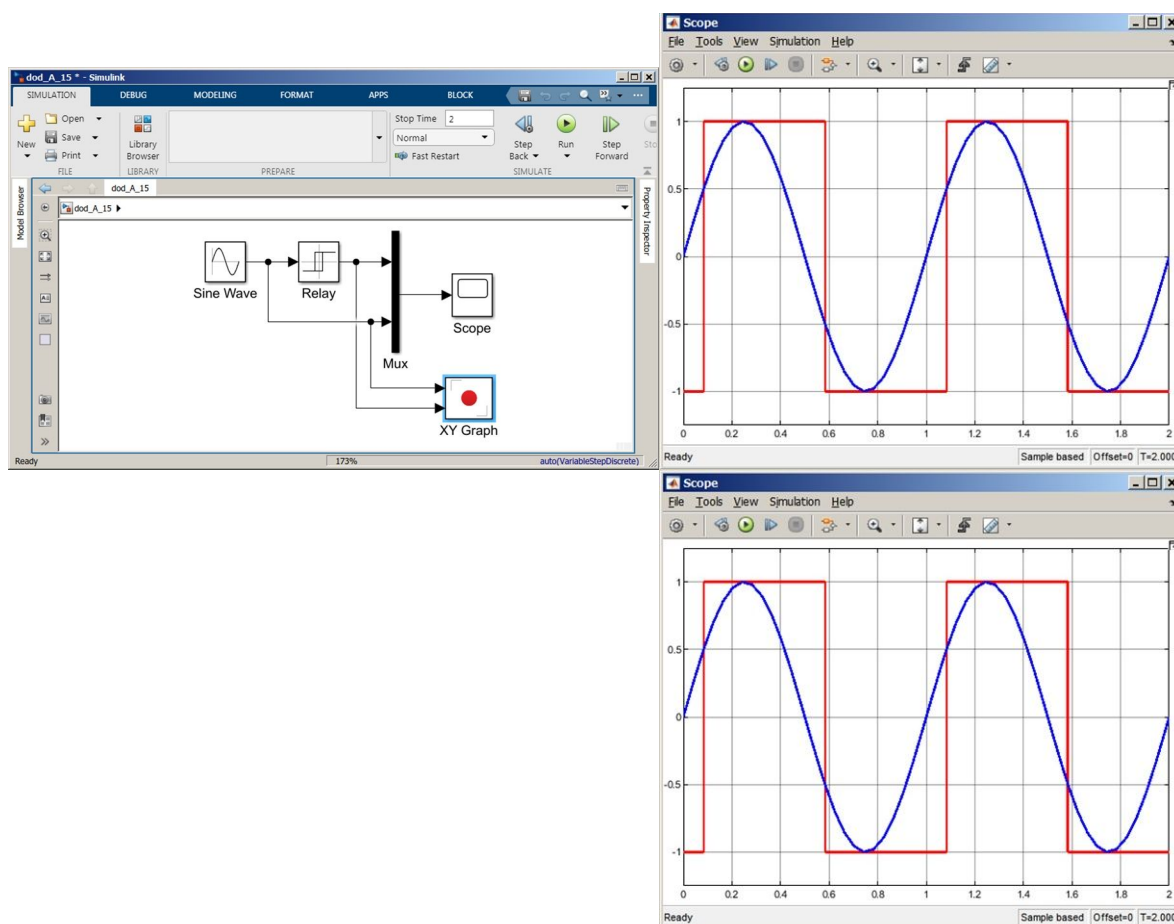 dod_A_15 * - Simulink
SIMULATION DEBUG MODELING FORMAT APPS BLOCK
New
Open
Save
Print
FILE
Library
Browser
LIBRARY
PREPARE
Stop Time 2
Normal
Fast Restart
Step
Back
Run
Step
Forward
Sto
SIMULATE
Model Browser
dod_A_15
dod_A_15
Property Inspector
Sine Wave
Relay
Mux
Scope
XY Graph
Ready 173% auto(VariableStepDiscrete)
Scope
File Tools View Simulation Help
1
0.5
0
-0.5
-1
0 0.2 0.4 0.6 0.8 1 1.2 1.4 1.6 1.8 2
Ready Sample based Offset=0 T=2.000
Scope
File Tools View Simulation Help
1
0.5
0
-0.5
-1
0 0.2 0.4 0.6 0.8 1 1.2 1.4 1.6 1.8 2
Ready Sample based Offset=0 T=2.000